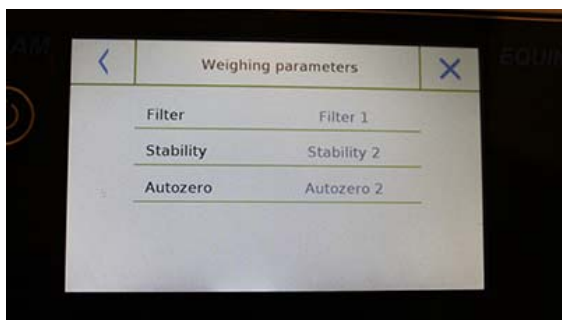 Weighing parameters
Filter Filter 1
Stability Stability 2
Autozero Autozero 2